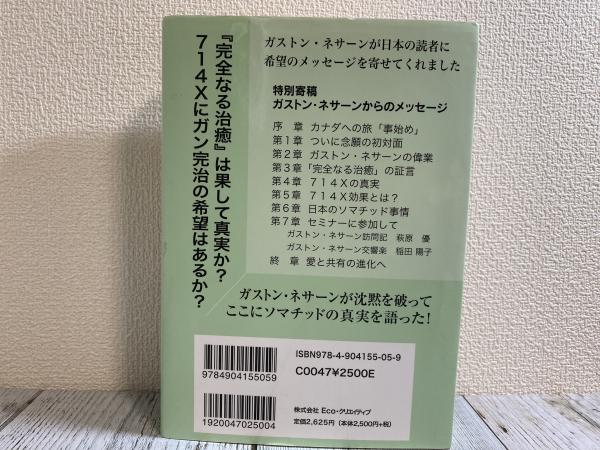 『完全なる治癒』は果して真実か?
714Xにガン完治の希望はあるか?
ガストン・ネサーンが日本の読者に
希望のメッセージを寄せてくれました
特別寄稿
ガストン・ネサーンからのメッセージ
序 章 カナダへの旅「事始め」
第1章 ついに念願の初対面
第2章 ガストン・ネサーンの偉業
第3章「完全なる治癒」の証言
第4章 714Xの真実
第5章 714X効果とは?
第6章 日本のソマチッド事情
第7章 セミナーに参加して
ガストン・ネサーン訪問記 萩原 優
ガストン・ネサーン交響楽 稲田 陽子
終 章 愛と共有の進化へ
ガストン・ネサーンが沈黙を破って
ここにソマチッドの真実を語った!
9784904155059
1920047025004
ISBN978-4-904155-05-9
C0047¥2500E
株式会社 Eco・クリエイティブ
定価2,625円(本体2,500円+税)